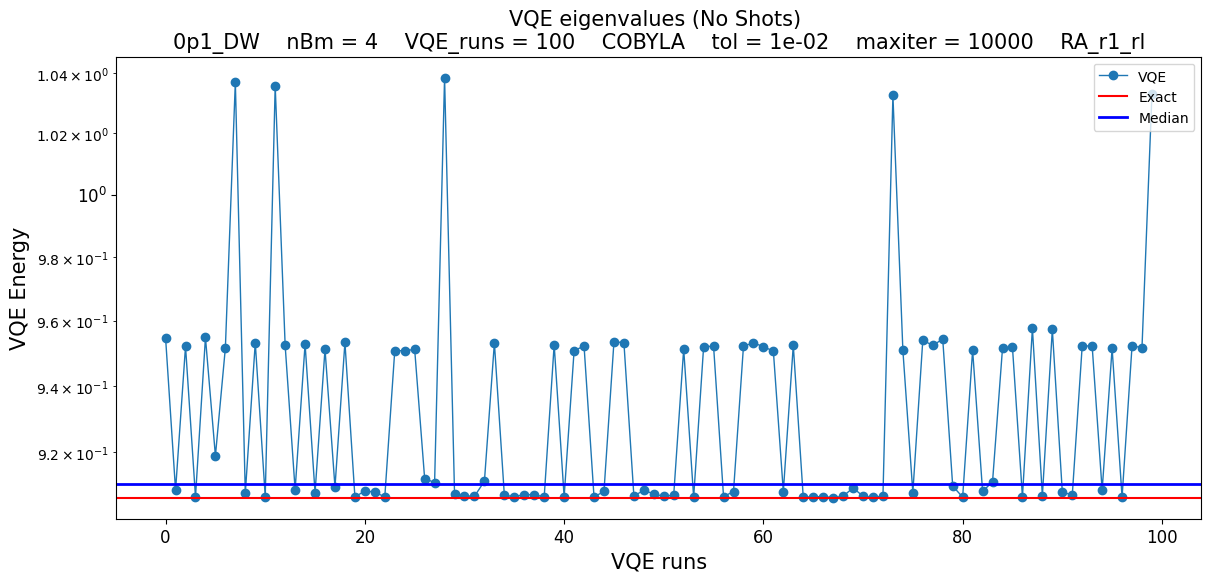 VQE eigenvalues (No Shots)
0p1_DW nBm = 4 VQE_runs = 100 COBYLA tol = 1e-02 maxiter = 10000 RA_r1_rl
VQE
Exact
Median
VQE Energy
1.04 × 10⁰
1.02 × 10⁰
10⁰
9.8 × 10⁻¹
9.6 × 10⁻¹
9.4 × 10⁻¹
9.2 × 10⁻¹
0 20 40 60 80 100
VQE runs